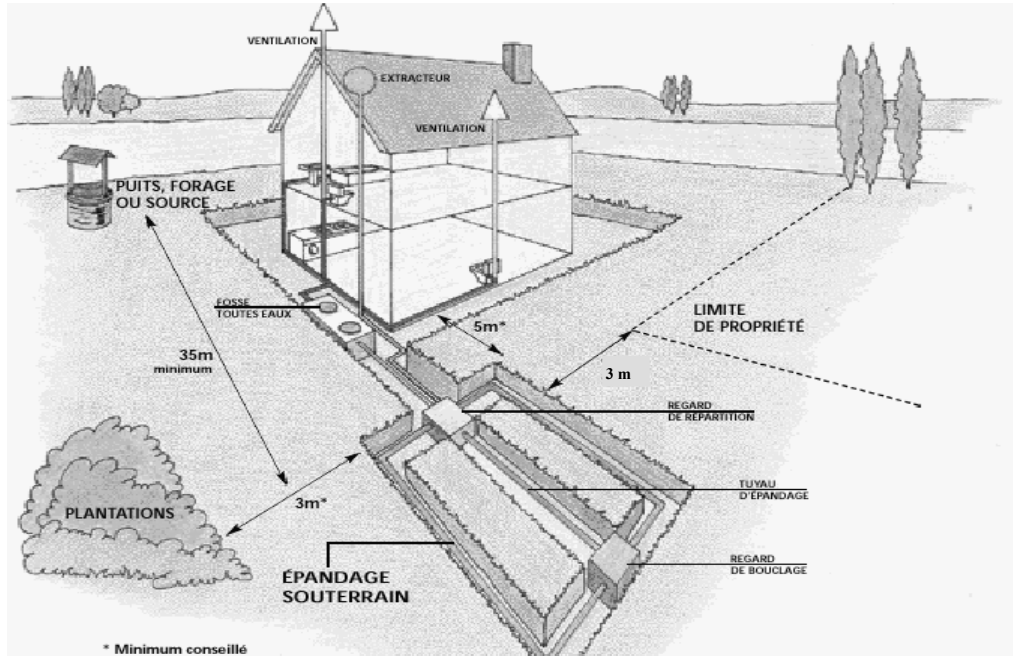 VENTILATION
EXTRACTEUR
VENTILATION
PUITS, FORAGE
OU SOURCE
FOSSE
TOUTES EAUX
5m*
LIMITE
DE PROPRIÉTÉ
35m
minimum
3 m
REGARD
DE RÉPARTITION
TUYAU
D'ÉPANDAGE
PLANTATIONS
3m*
REGARD
DE BOUCLAGE
ÉPANDAGE
SOUTERRAIN
* Minimum conseillé